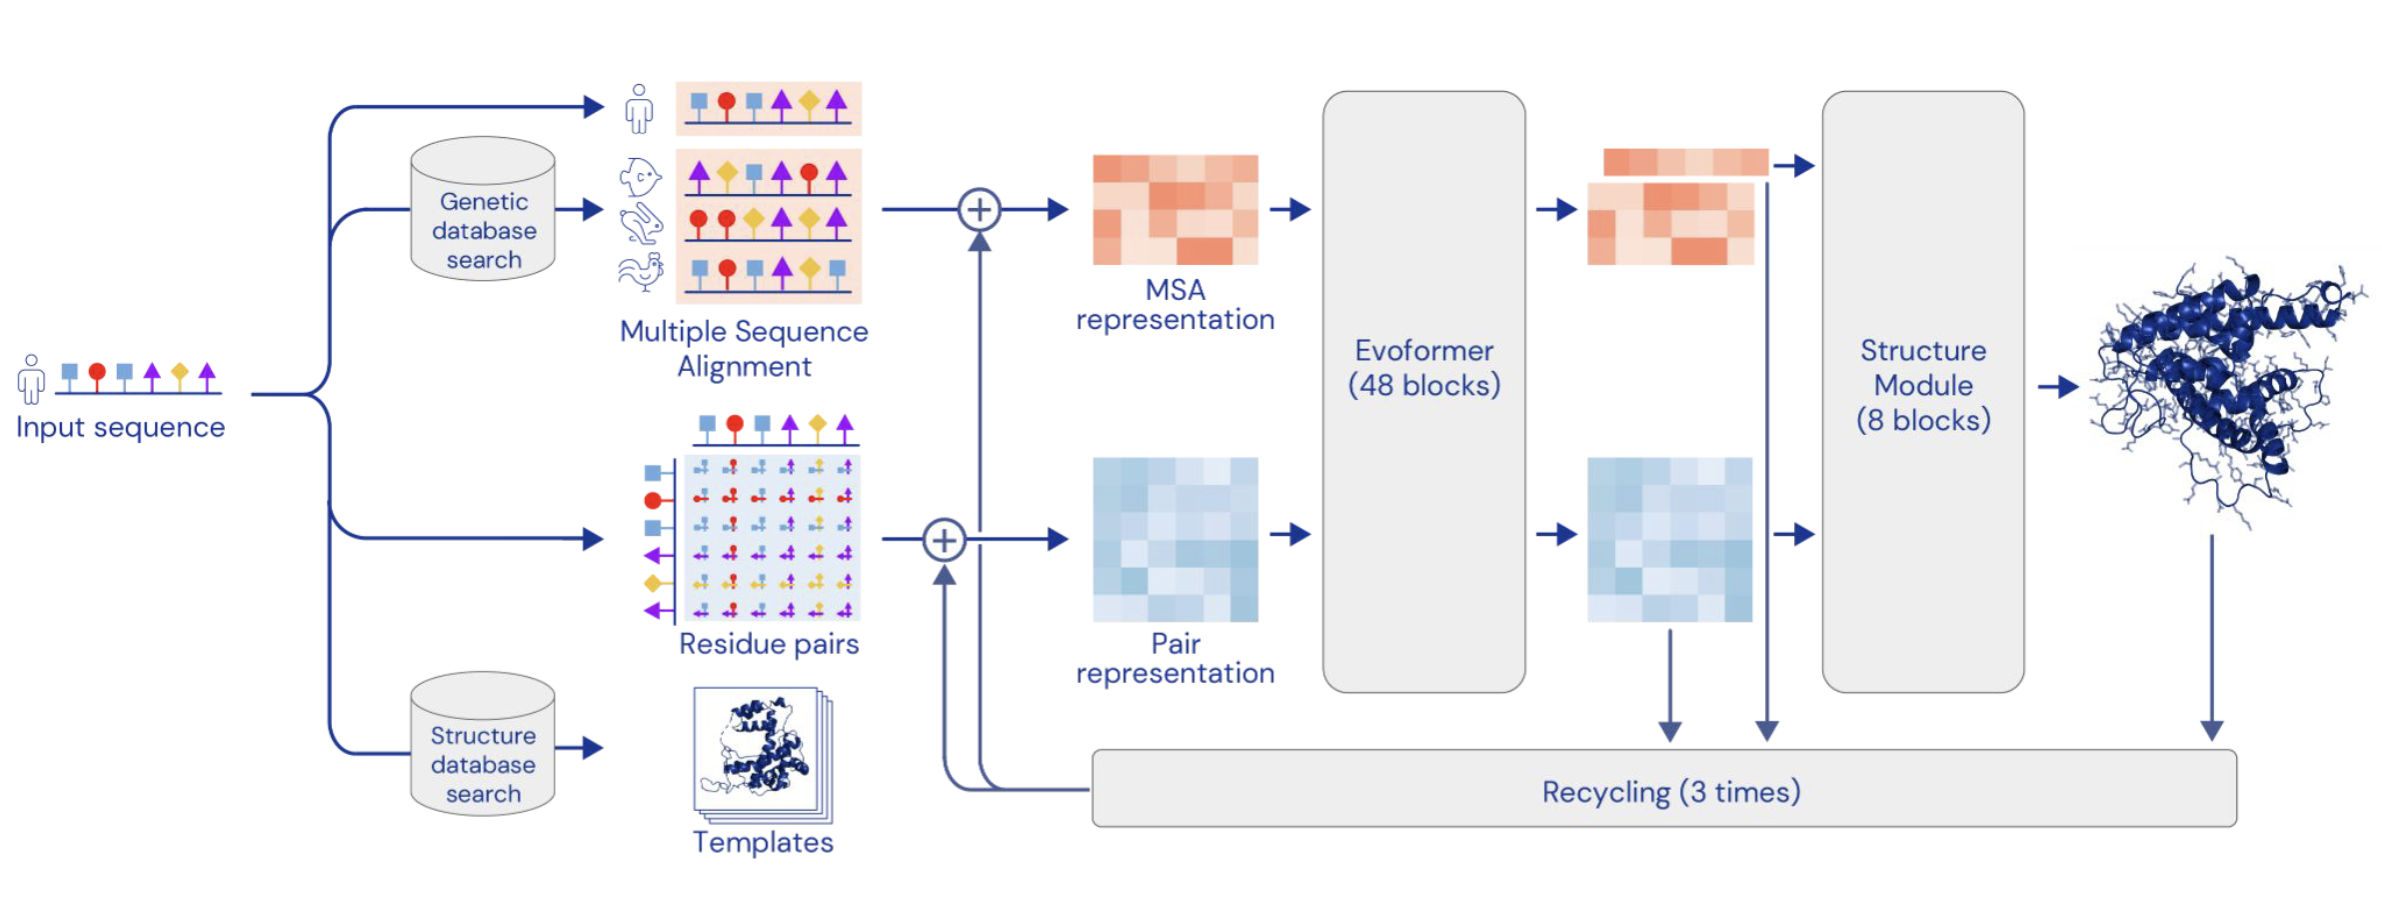 Input sequence
Genetic
database
search
Multiple Sequence
Alignment
Residue pairs
Structure
database
search
Templates
MSA
representation
Pair
representation
Evoformer
(48 blocks)
Structure
Module
(8 blocks)
Recycling (3 times)